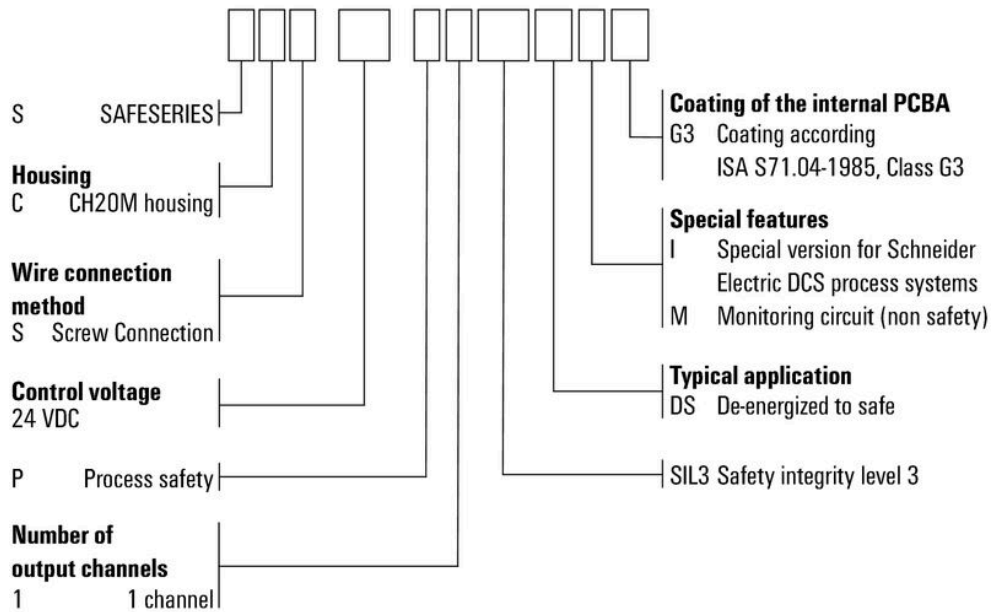 S SAFESERIES
Housing
C CH20M housing
Wire connection
method
S Screw Connection
Control voltage
24 VDC
P Process safety
Number of
output channels
1 1 channel
Coating of the internal PCBA
G3 Coating according
ISA S71.04-1985, Class G3
Special features
I Special version for Schneider
Electric DCS process systems
M Monitoring circuit (non safety)
Typical application
DS De-energized to safe
SIL3 Safety integrity level 3